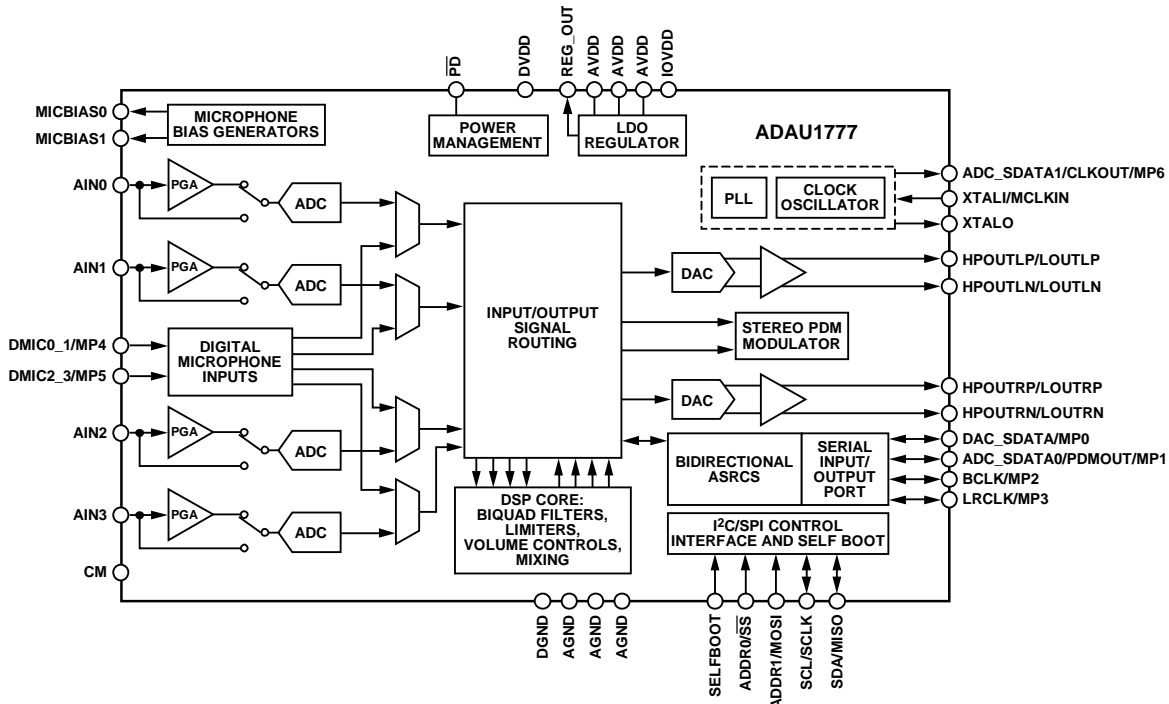 PD
DVDD
REG_OUT
AVDD
AVDD
AVDD
IOVDD
MICBIAS0
MICBIAS1
MICROPHONE
BIAS GENERATORS
POWER
MANAGEMENT
LDO
REGULATOR
ADAU1777
AIN0
PGA
ADC
PLL
CLOCK
OSCILLATOR
ADC_SDATA1/CLKOUT/MP6
XTALI/MCLKIN
XTALO
AIN1
PGA
ADC
INPUT/OUTPUT
SIGNAL
ROUTING
DAC
HPOUTLP/LOUTLP
HPOUTLN/LOUTLN
DMIC0_1/MP4
DMIC2_3/MP5
DIGITAL
MICROPHONE
INPUTS
STEREO PDM
MODULATOR
DAC
HPOUTRP/LOUTRP
HPOUTRN/LOUTRN
AIN2
PGA
ADC
BIDIRECTIONAL
ASRCS
SERIAL
INPUT/
OUTPUT
PORT
DAC_SDATA/MP0
ADC_SDATA0/PDMOUT/MP1
BCLK/MP2
LRCLK/MP3
AIN3
PGA
ADC
DSP CORE:
BIQUAD FILTERS,
LIMITERS,
VOLUME CONTROLS,
MIXING
I²C/SPI CONTROL
INTERFACE AND SELF BOOT
CM
DGND
AGND
AGND
AGND
SELFBOOT
ADDR0/SS
ADDR1/MOSI
SCL/SCLK
SDA/MISO